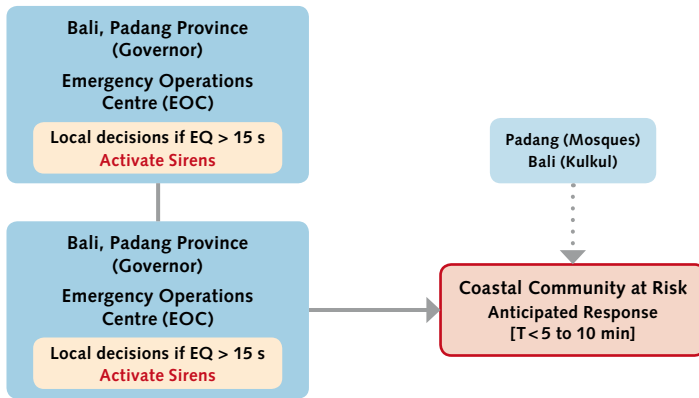 Bali, Padang Province
(Governor)
Emergency Operations
Centre (EOC)
Local decisions if EQ > 15 s
Activate Sirens
Padang (Mosques)
Bali (Kulkul)
Bali, Padang Province
(Governor)
Emergency Operations
Centre (EOC)
Local decisions if EQ > 15 s
Activate Sirens
Coastal Community at Risk
Anticipated Response
[T < 5 to 10 min]